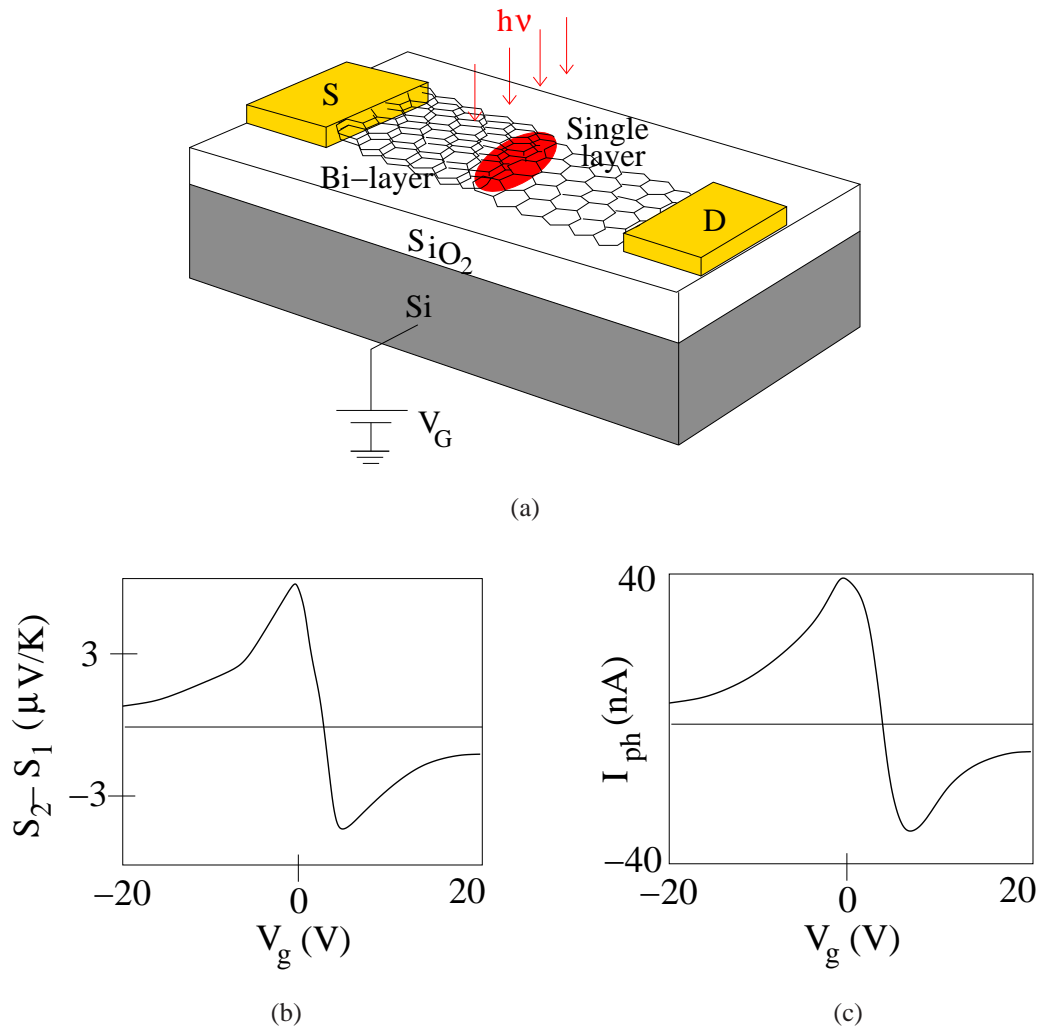 hν
S
Single
layer
Bi−layer
D
SiO2
Si
VG
(a)
S2− S1 (μ V/K)
3
−3
−20
0
20
Vg (V)
(b)
Iph (nA)
40
−40
−20
0
20
Vg (V)
(c)